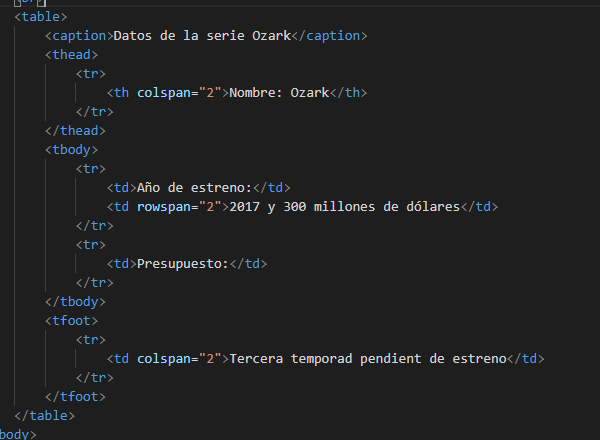 <table>
<caption>Datos de la serie Ozark</caption>
<thead>
<tr>
<th colspan="2">Nombre: Ozark</th>
</tr>
</thead>
<tbody>
<tr>
<td>Año de estreno:</td>
<td rowspan="2">2017 y 300 millones de dólares</td>
</tr>
<tr>
<td>Presupuesto:</td>
</tr>
</tbody>
<tfoot>
<tr>
<td colspan="2">Tercera temporad pendient de estreno</td>
</tr>
</tfoot>
</table>
body>